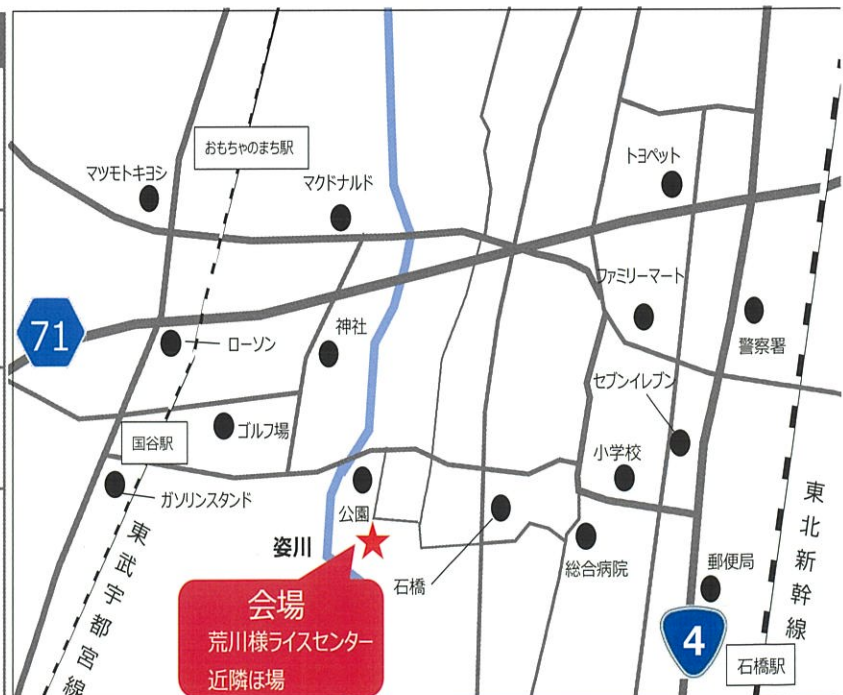 おもちゃのまち駅
マツモトキヨシ
マクドナルド
トヨペット
ファミリーマート
71
ローソン
神社
警察署
セブンイレブン
国谷駅
ゴルフ場
小学校
ガソリンスタンド
公園
姿川
石橋
総合病院
郵便局
東北新幹線
東武宇都宮線
会場
荒川様ライスセンター
近隣ほ場
4
石橋駅